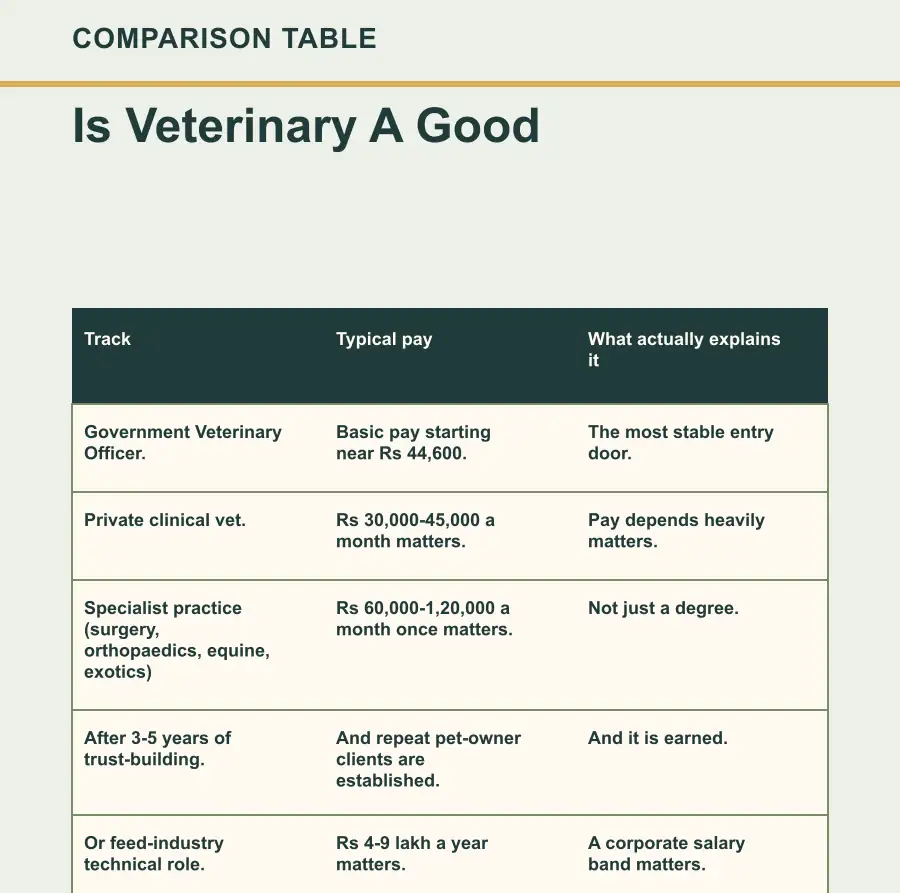 COMPARISON TABLE
Is Veterinary A Good
Track
Typical pay
What actually explains
it
Government Veterinary
Officer.
Basic pay starting
near Rs 44,600.
The most stable entry
door.
Private clinical vet.
Rs 30,000-45,000 a
month matters.
Pay depends heavily
matters.
Specialist practice
(surgery,
orthopaedics, equine,
exotics)
Rs 60,000-1,20,000 a
month once matters.
Not just a degree.
After 3-5 years of
trust-building.
And repeat pet-owner
clients are
established.
And it is earned.
Or feed-industry
technical role.
Rs 4-9 lakh a year
matters.
A corporate salary
band matters.